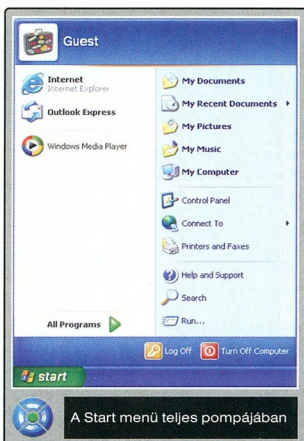 Guest
Internet
Internet Explorer
Outlook Express
Windows Media Player
All Programs
My Documents
My Recent Documents
My Pictures
My Music
My Computer
Control Panel
Connect To
Printers and Faxes
Help and Support
Search
Run...
Log Off
Turn Off Computer
start
A Start menü teljes pompájában